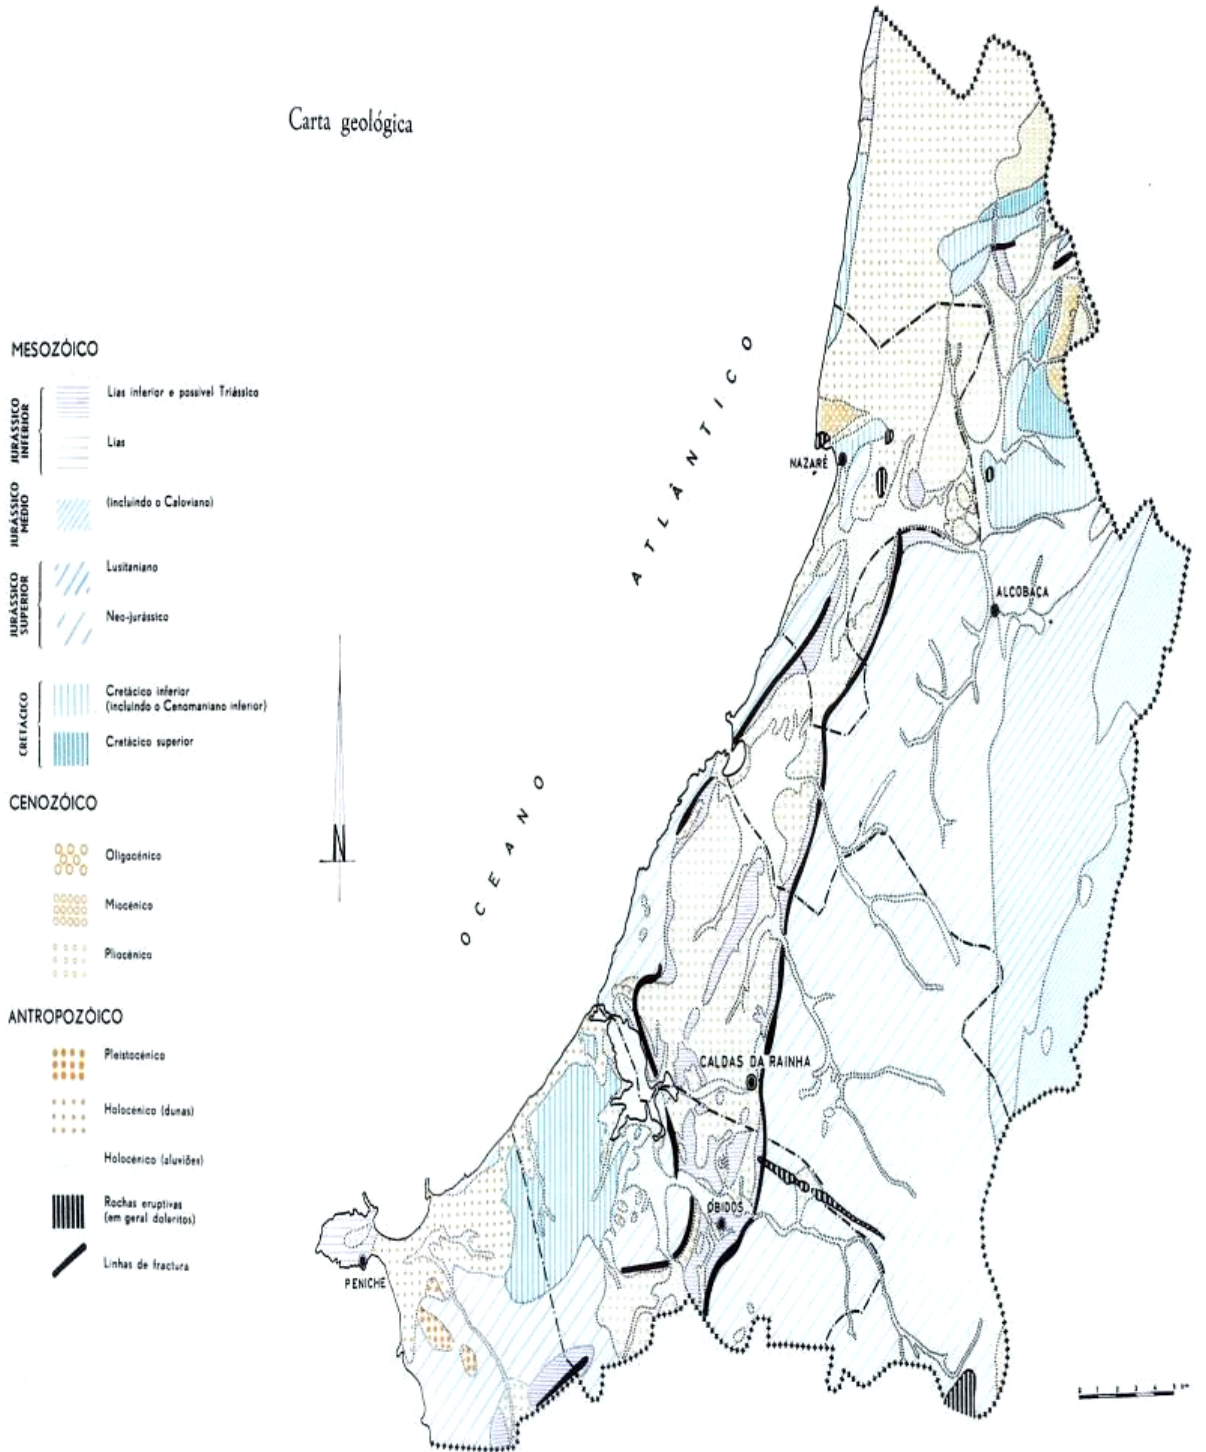 Carta geológica
MESOZÓICO
JURÁSSICO
INFERIOR
Lias inferior e possível Triássico
Lias
JURÁSSICO
MÉDIO
(incluindo o Caloviano)
JURÁSSICO
SUPERIOR
Lusitaniano
Neo-jurássico
CRETÁCICO
Cretácico inferior
(incluindo o Cenomaniano inferior)
Cretácico superior
CENOZÓICO
Oligocénico
Miocénico
Pliocénico
ANTROPOZÓICO
Pleistocénico
Holocénico (dunas)
Holocénico (aluviões)
Rochas eruptivas
(em geral doleritos)
Linhas de fractura
N
OCEANO ATLÂNTICO
NAZARÉ
ALCOBAÇA
CALDAS DA RAINHA
ÓBIDOS
PENICHE